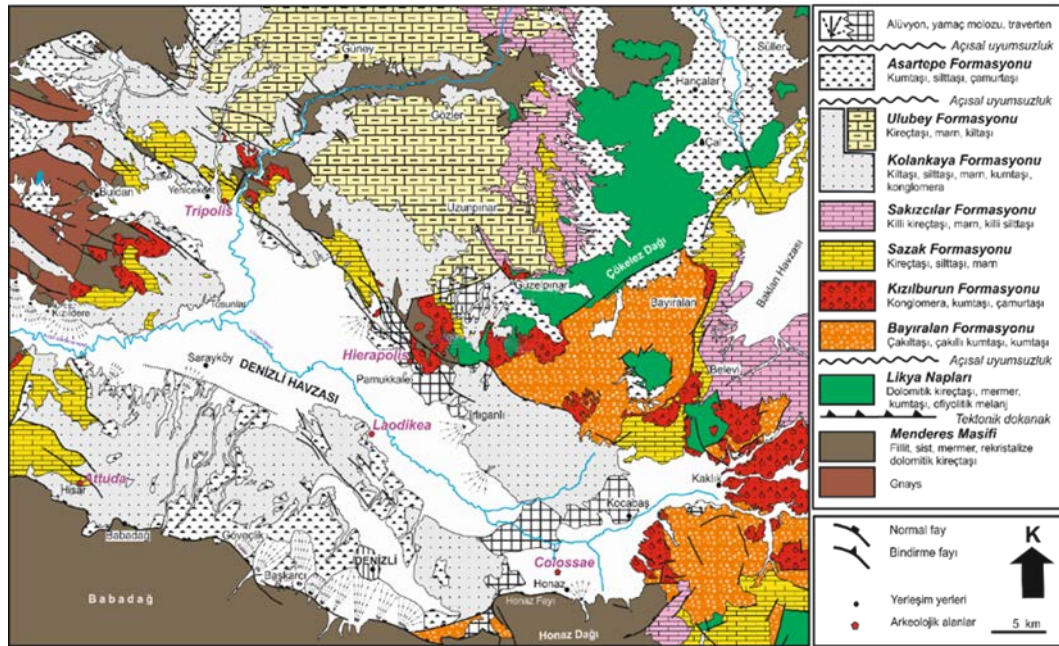 Güney
Süller
Hançalar
Gözler
Çal
Buldan
Yenicekent
Tripolis
Uzunpınar
Çökelez Dağı
Baklan Havzası
Güzelpınar
Bayıralan
Kızıldere
Tosunlar
Hierapolis
Sarayköy
Pamukkale
Belevi
DENİZLİ HAVZASI
Irlıganlı
Laodikea
Attuda
Hisar
Kaklık
Kocabaş
Babadağ
Göveçlik
DENİZLİ
Colossae
Başkarcı
Honaz
Honaz Fayı
Babadağ
Honaz Dağı
Alüvyon, yamaç molozu, traverten
Açısal uyumsuzluk
Asartepe Formasyonu
Kumtaşı, silttaşı, çamurtaşı
Açısal uyumsuzluk
Ulubey Formasyonu
Kireçtaşı, marn, kiltaşı
Kolankaya Formasyonu
Kiltaşı, silttaşı, marn, kumtaşı,
konglomera
Sakızcılar Formasyonu
Killi kireçtaşı, marn, killi silttaşı
Sazak Formasyonu
Kireçtaşı, silttaşı, marn
Kızılburun Formasyonu
Konglomera, kumtaşı, çamurtaşı
Bayıralan Formasyonu
Çakıltaşı, çakıllı kumtaşı, kumtaşı
Açısal uyumsuzluk
Likya Napları
Dolomitik kireçtaşı, mermer,
kumtaşı, ofiyolitik melanj
Tektonik dokanak
Menderes Masifi
Fillit, şist, mermer, rekristalize
dolomitik kireçtaşı
Gnays
Normal fay
Bindirme fayı
K
Yerleşim yerleri
Arkeolojik alanlar
5 km